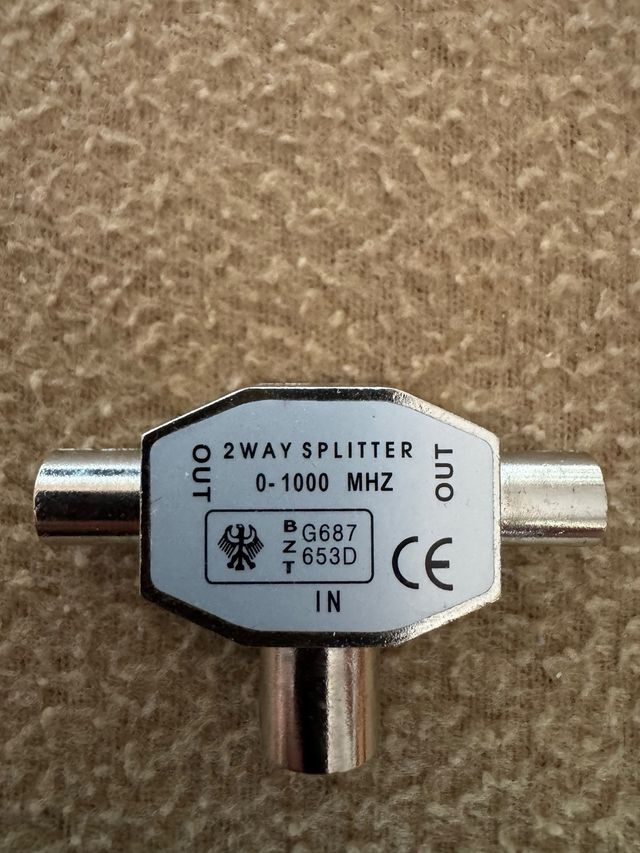 2WAY SPLITTER
0-1000 MHZ
OUT
OUT
BZT
G687
653D
CE
IN